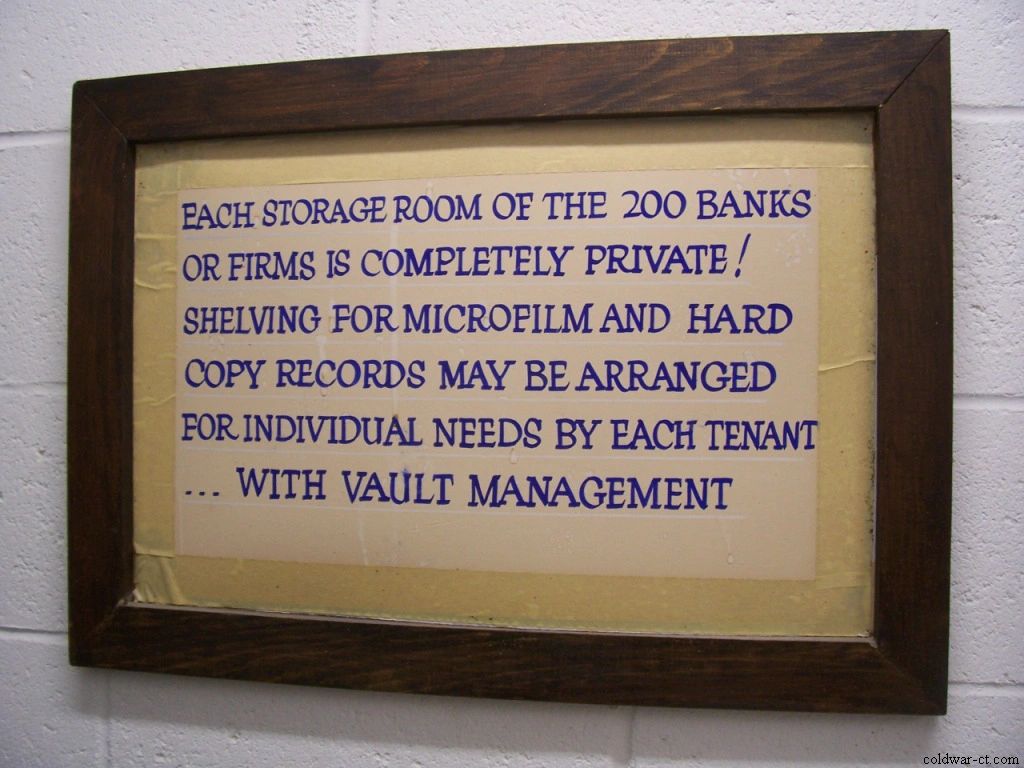 EACH STORAGE ROOM OF THE 200 BANKS
OR FIRMS IS COMPLETELY PRIVATE!
SHELVING FOR MICROFILM AND HARD
COPY RECORDS MAY BE ARRANGED
FOR INDIVIDUAL NEEDS BY EACH TENANT
... WITH VAULT MANAGEMENT
coldwar-ct.com